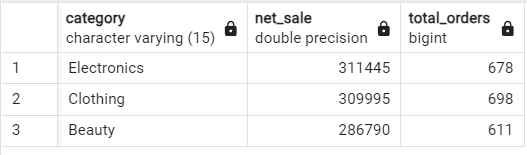 category net_sale total_orders
character varying (15) double precision bigint
1 Electronics 311445 678
2 Clothing 309995 698
3 Beauty 286790 611